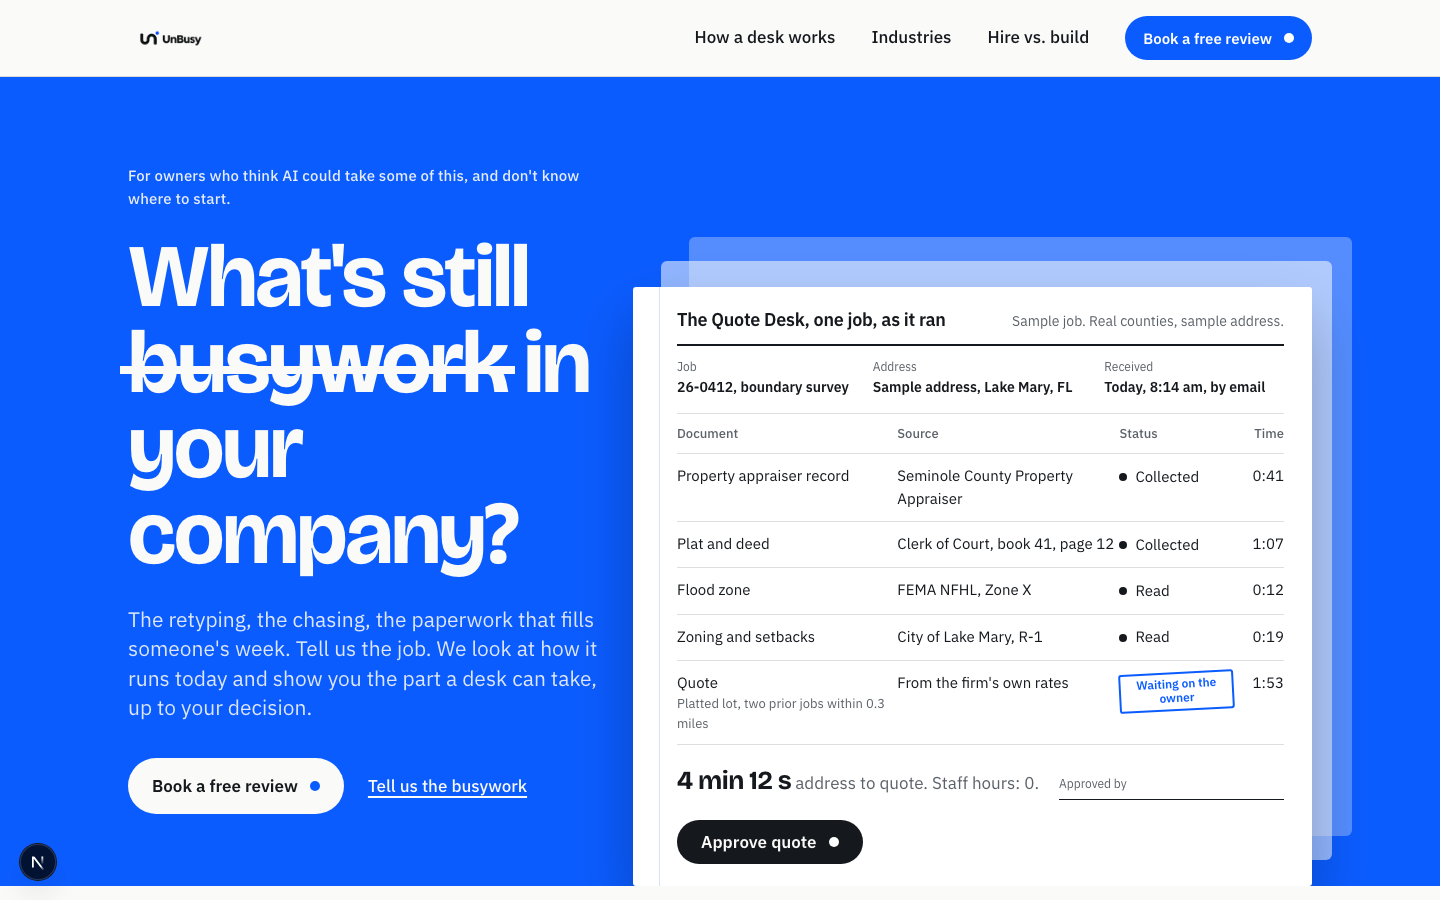 UnBusy
How a desk works
Industries
Hire vs. build
Book a free review
For owners who think AI could take some of this, and don't know
where to start.
What's still
busywork in
your
company?
The retyping, the chasing, the paperwork that fills
someone's week. Tell us the job. We look at how it
runs today and show you the part a desk can take,
up to your decision.
Book a free review
Tell us the busywork
The Quote Desk, one job, as it ran
Sample job. Real counties, sample address.
Job
Address
Received
26-0412, boundary survey
Sample address, Lake Mary, FL
Today, 8:14 am, by email
Document
Source
Status
Time
Property appraiser record
Seminole County Property
Appraiser
Collected
0:41
Plat and deed
Clerk of Court, book 41, page 12
Collected
1:07
Flood zone
FEMA NFHL, Zone X
Read
0:12
Zoning and setbacks
City of Lake Mary, R-1
Read
0:19
Quote
Platted lot, two prior jobs within 0.3
miles
From the firm's own rates
Waiting on the
owner
1:53
4 min 12 s address to quote. Staff hours: 0.
Approved by
Approve quote
N